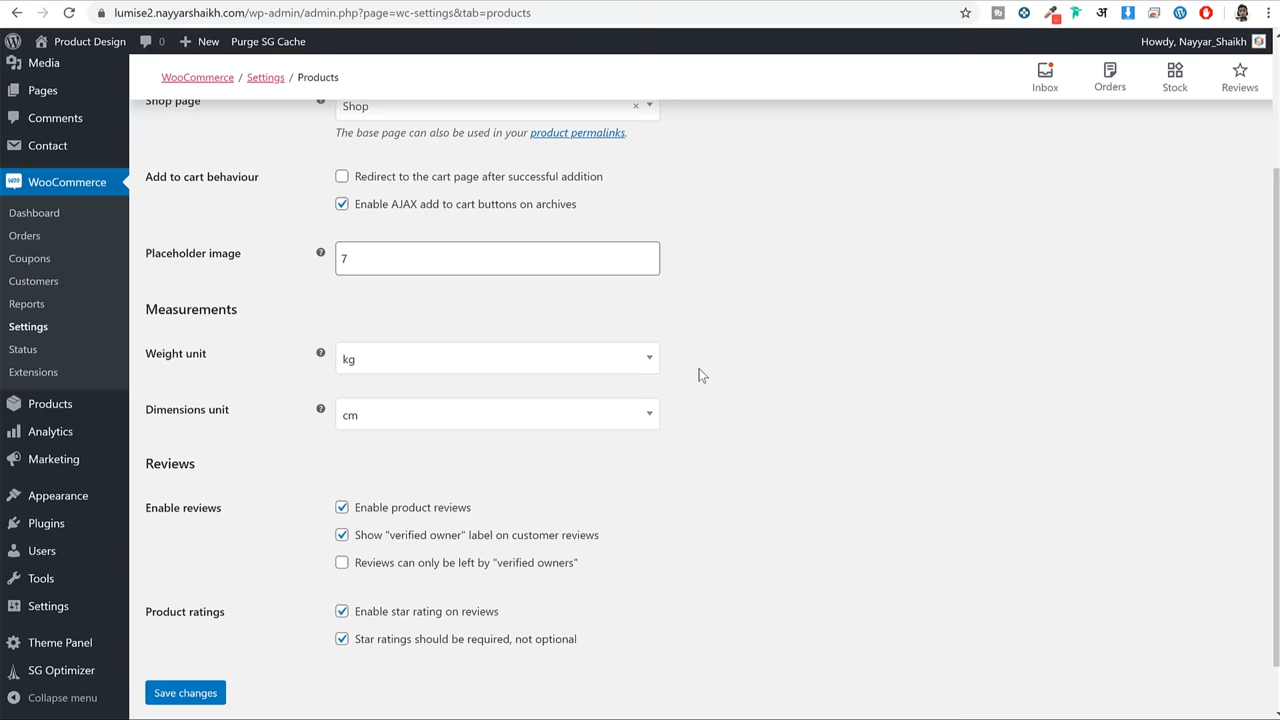 lumise2.nayyarshaikh.com/wp-admin/admin.php?page=wc-settings&tab=products
Product Design 0 New Purge SG Cache Howdy, Nayyar_Shaikh
Media
Pages
Comments
Contact
WooCommerce
Dashboard
Orders
Coupons
Customers
Reports
Settings
Status
Extensions
Products
Analytics
Marketing
Appearance
Plugins
Users
Tools
Settings
Theme Panel
SG Optimizer
Collapse menu
WooCommerce / Settings / Products
Inbox Orders Stock Reviews
Shop page Shop × 
The base page can also be used in your product permalinks.
Add to cart behaviour Redirect to the cart page after successful addition
Enable AJAX add to cart buttons on archives
Placeholder image 7
Measurements
Weight unit kg
Dimensions unit cm
Reviews
Enable reviews Enable product reviews
Show "verified owner" label on customer reviews
Reviews can only be left by "verified owners"
Product ratings Enable star rating on reviews
Star ratings should be required, not optional
Save changes